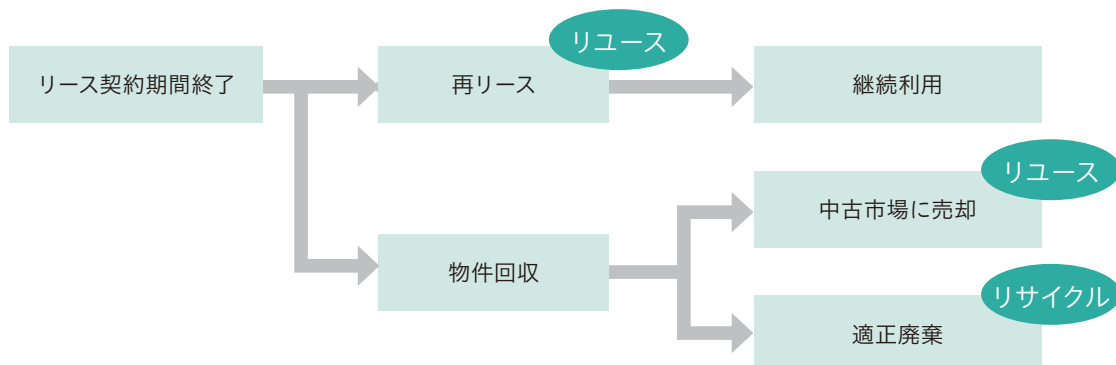 リース契約期間終了
再リース
リユース
継続利用
物件回収
中古市場に売却
リユース
適正廃棄
リサイクル